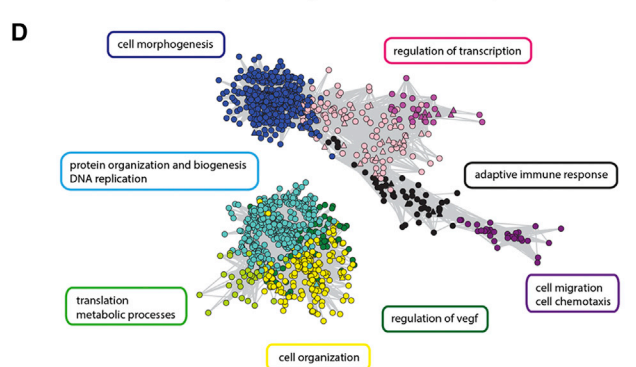 D
cell morphogenesis
regulation of transcription
protein organization and biogenesis
DNA replication
adaptive immune response
cell migration
cell chemotaxis
translation
metabolic processes
regulation of vegf
cell organization